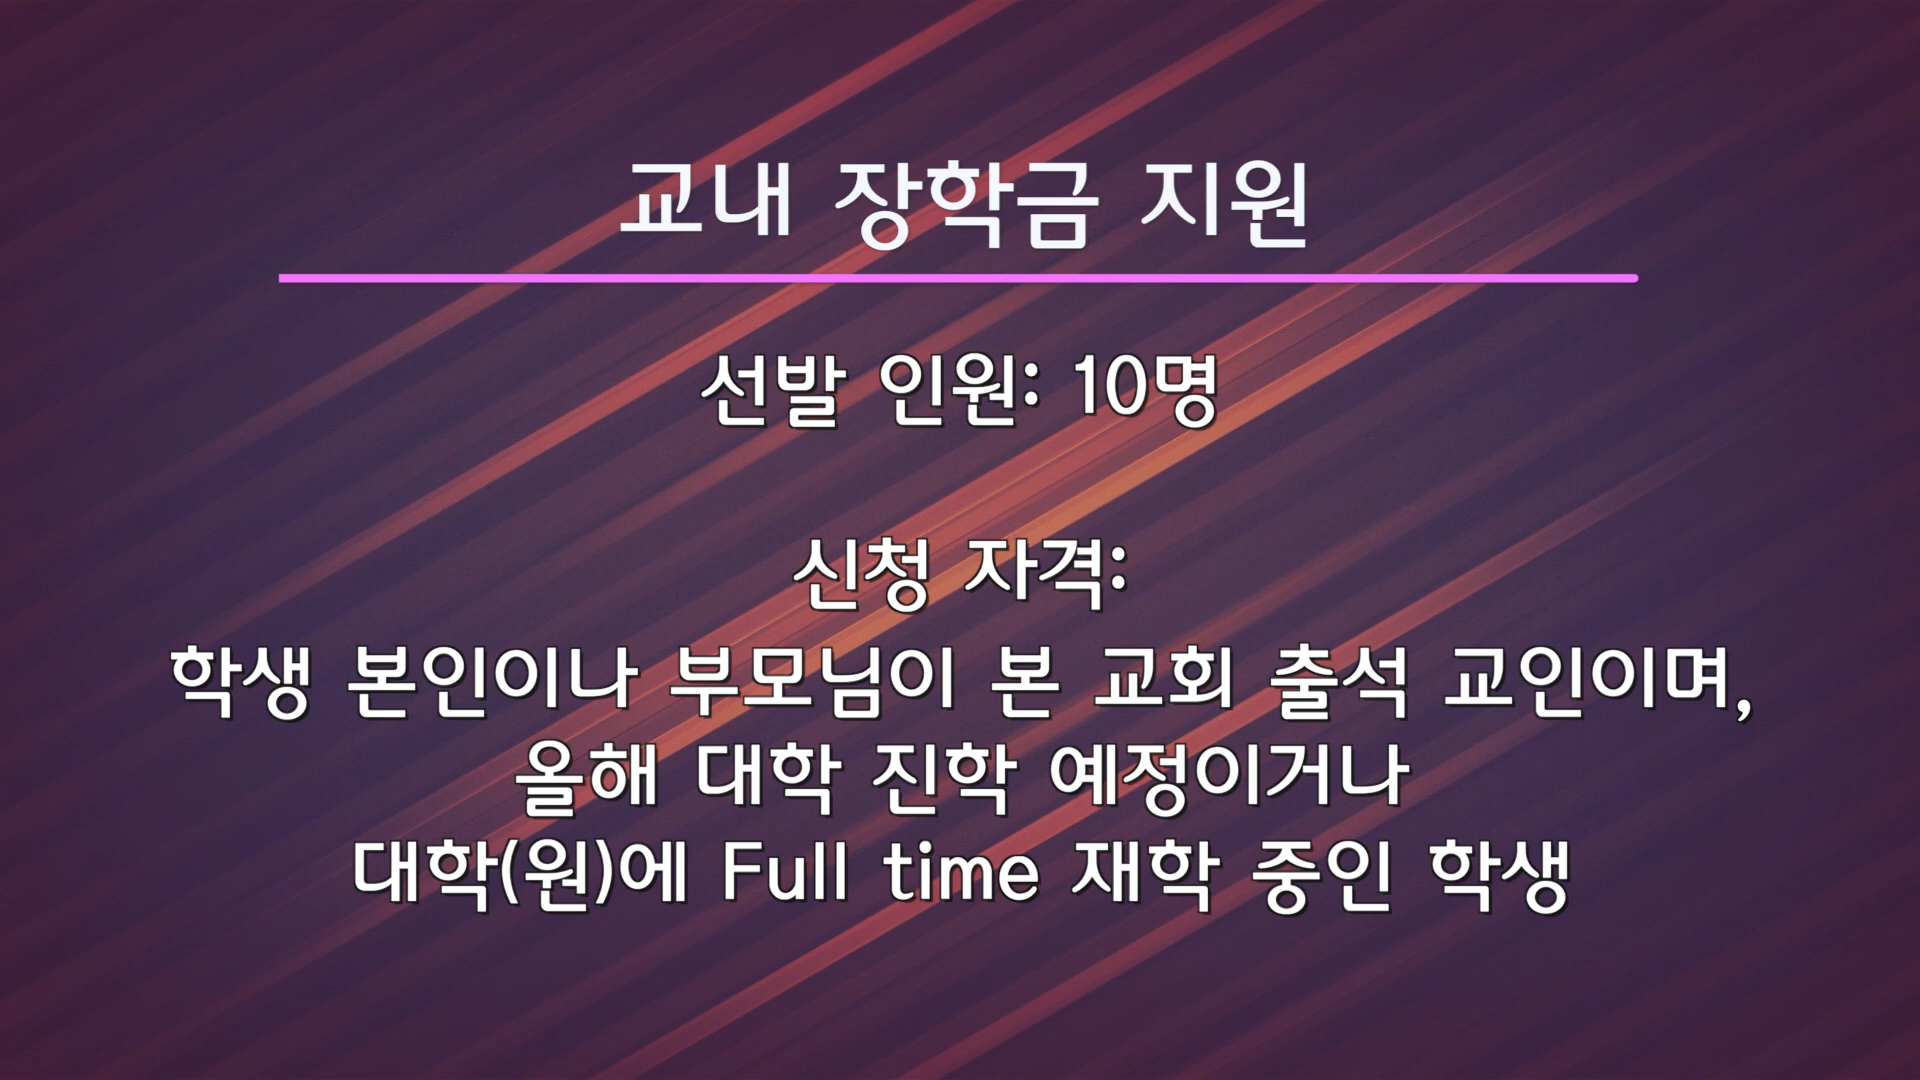 교내 장학금 지원
선발 인원: 10명
신청 자격:
학생 본인이나 부모님이 본 교회 출석 교인이며,
올해 대학 진학 예정이거나
대학(원)에 Full time 재학 중인 학생